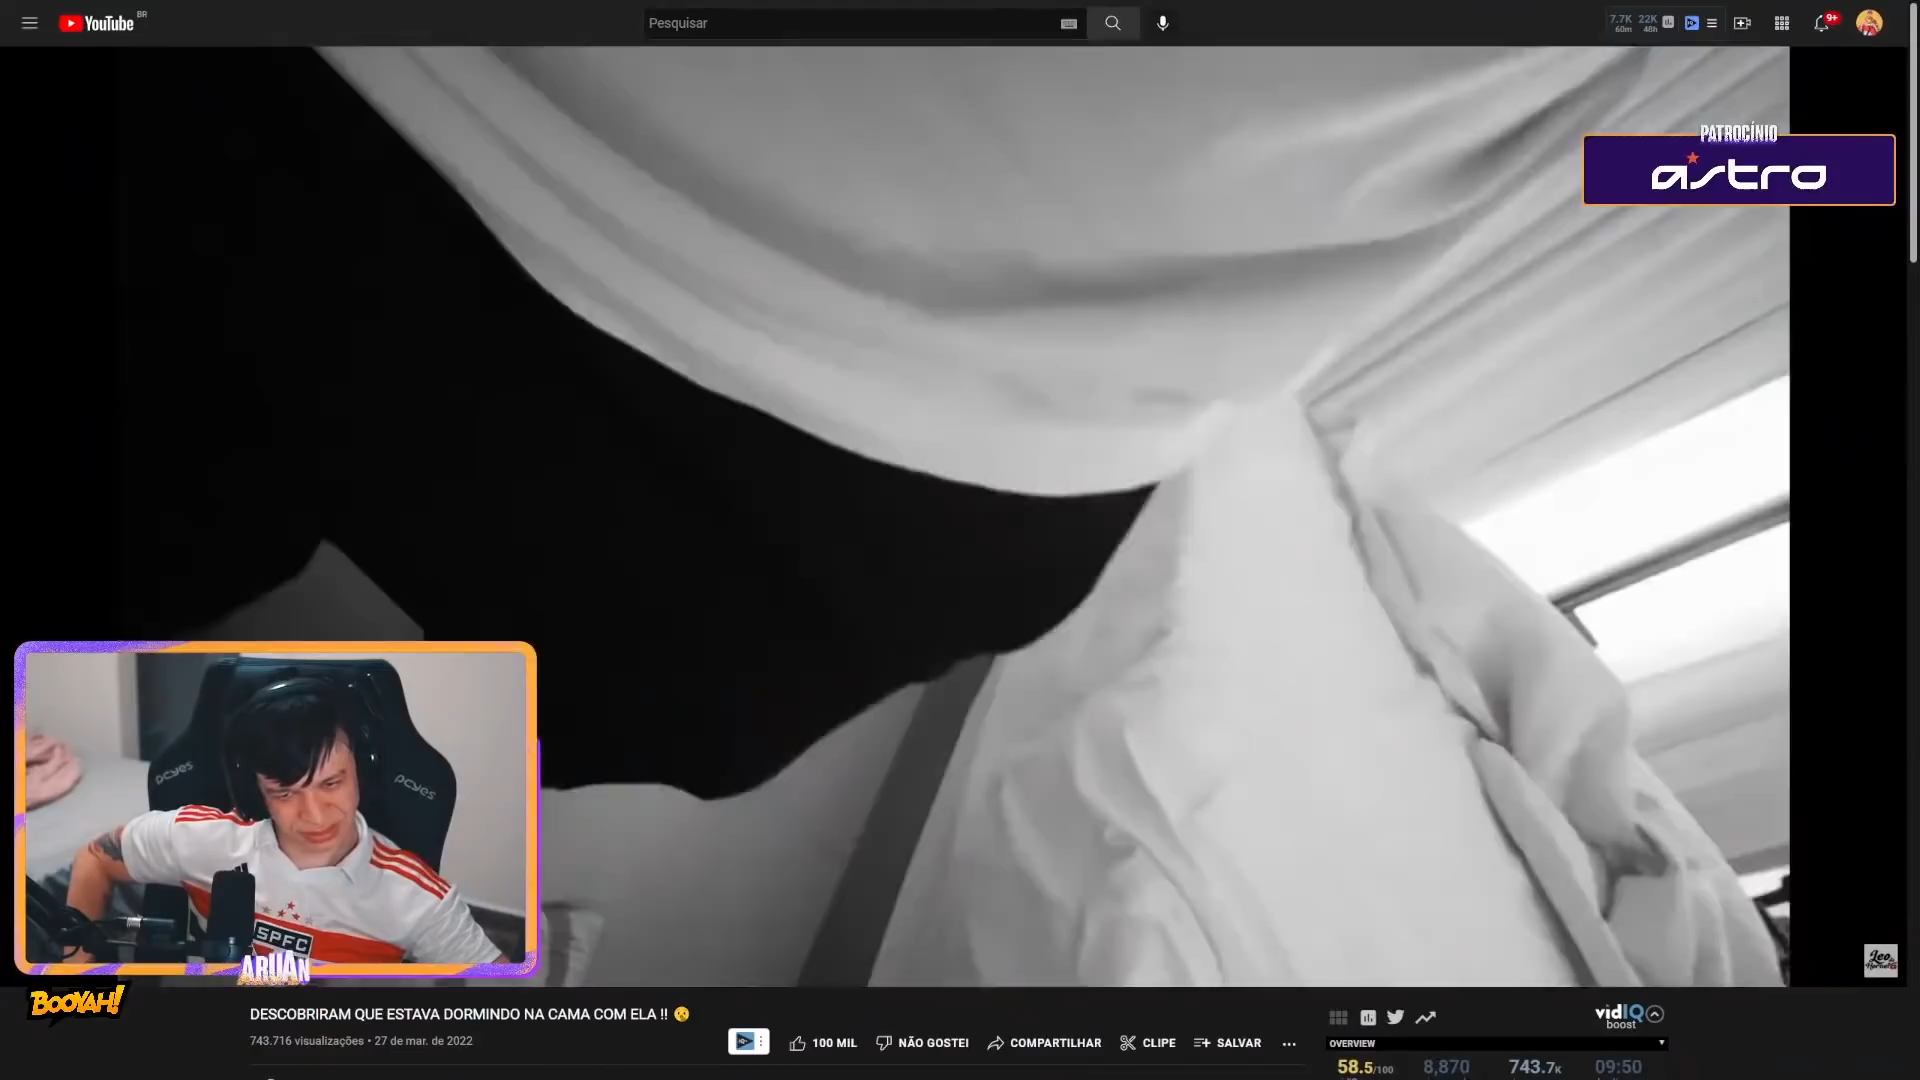 YouTube BR
Pesquisar
7.7K 22K
60m 48h
9+
PATROCÍNIO
astro
pcyes
pcyes
SPFC
ARUAN
BOOYAH!
DESCOBRIRAM QUE ESTAVA DORMINDO NA CAMA COM ELA !! 😢
743.716 visualizações • 27 de mar. de 2022
100 MIL
NÃO GOSTEI
COMPARTILHAR
CLIPE
SALVAR
vidIQ
boost
OVERVIEW
58.5/100 8,870 743.7K 09:50